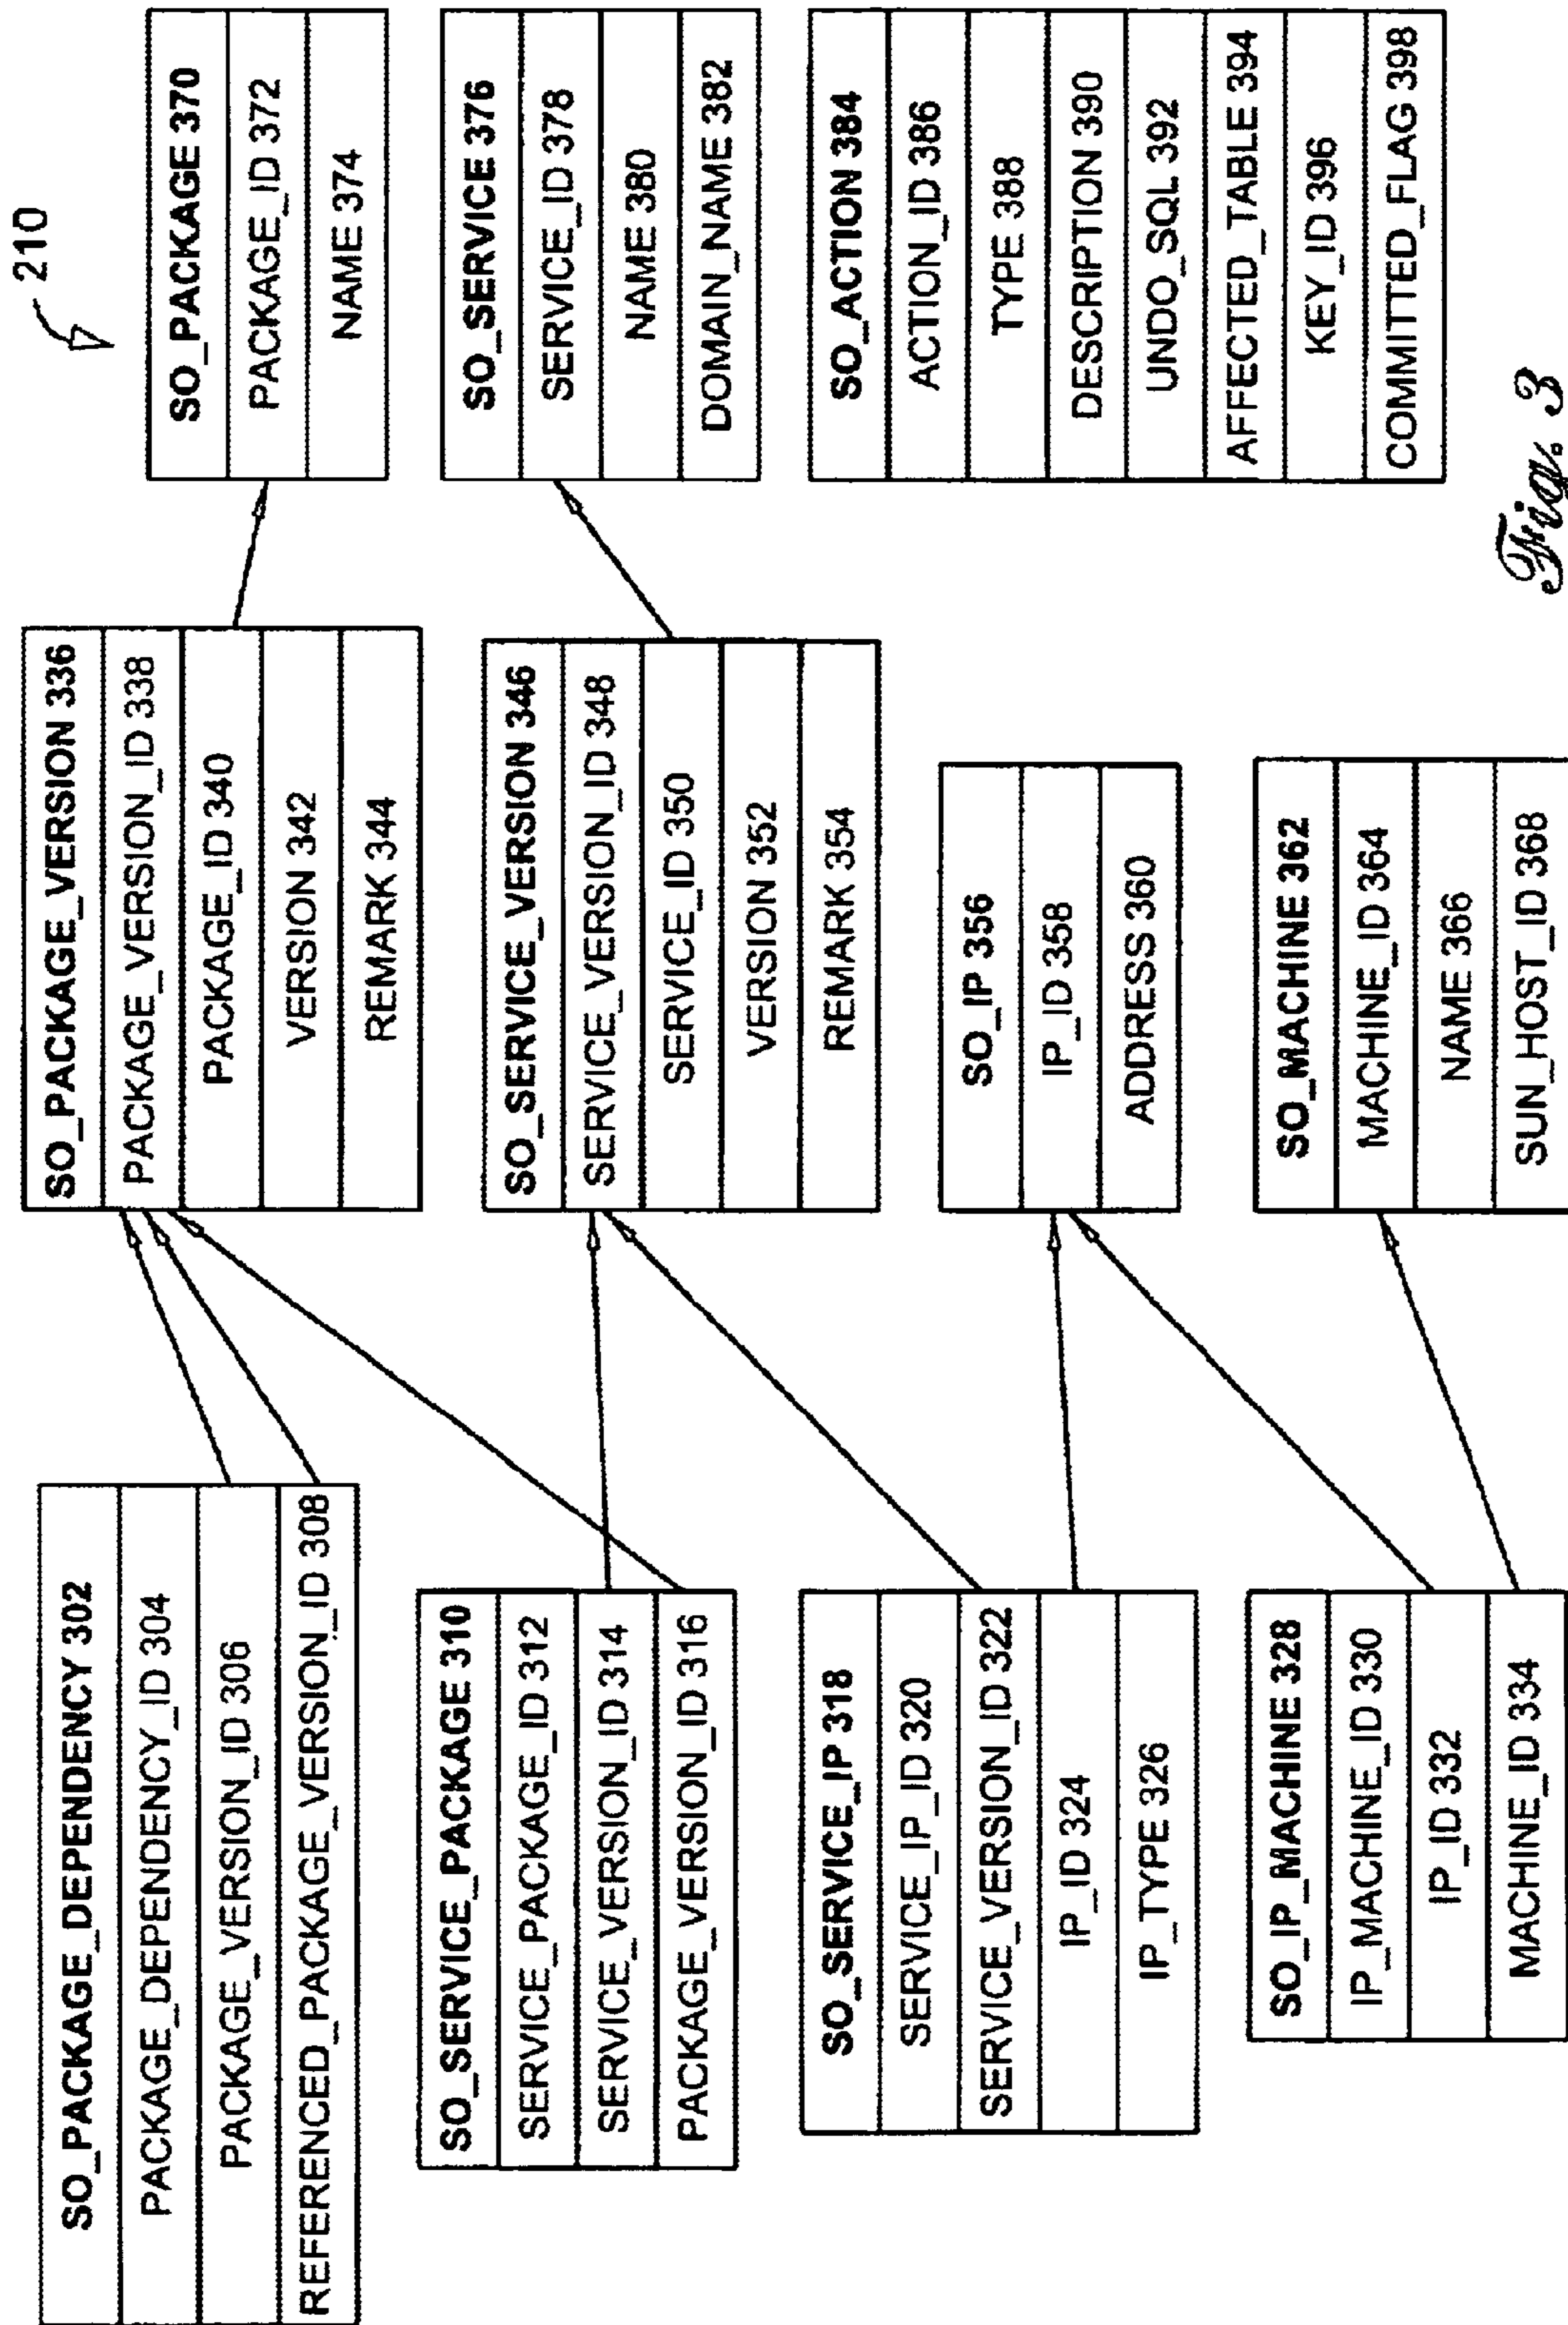 210
SO_PACKAGE_DEPENDENCY 302
PACKAGE_DEPENDENCY_ID 304
PACKAGE_VERSION_ID 306
REFERENCED_PACKAGE_VERSION_ID 308
SO_SERVICE_PACKAGE 310
SERVICE_PACKAGE_ID 312
SERVICE_VERSION_ID 314
PACKAGE_VERSION_ID 316
SO_SERVICE_IP 318
SERVICE_IP_ID 320
SERVICE_VERSION_ID 322
IP_ID 324
IP_TYPE 326
SO_IP_MACHINE 328
IP_MACHINE_ID 330
IP_ID 332
MACHINE_ID 334
SO_PACKAGE_VERSION 336
PACKAGE_VERSION_ID 338
PACKAGE_ID 340
VERSION 342
REMARK 344
SO_SERVICE_VERSION 346
SERVICE_VERSION_ID 348
SERVICE_ID 350
VERSION 352
REMARK 354
SO_IP 356
IP_ID 358
ADDRESS 360
SO_MACHINE 362
MACHINE_ID 364
NAME 366
SUN_HOST_ID 368
SO_PACKAGE 370
PACKAGE_ID 372
NAME 374
SO_SERVICE 376
SERVICE_ID 378
NAME 380
DOMAIN_NAME 382
SO_ACTION 384
ACTION_ID 386
TYPE 388
DESCRIPTION 390
UNDO_SQL 392
AFFECTED_TABLE 394
KEY_ID 396
COMMITTED_FLAG 398
Fig. 3